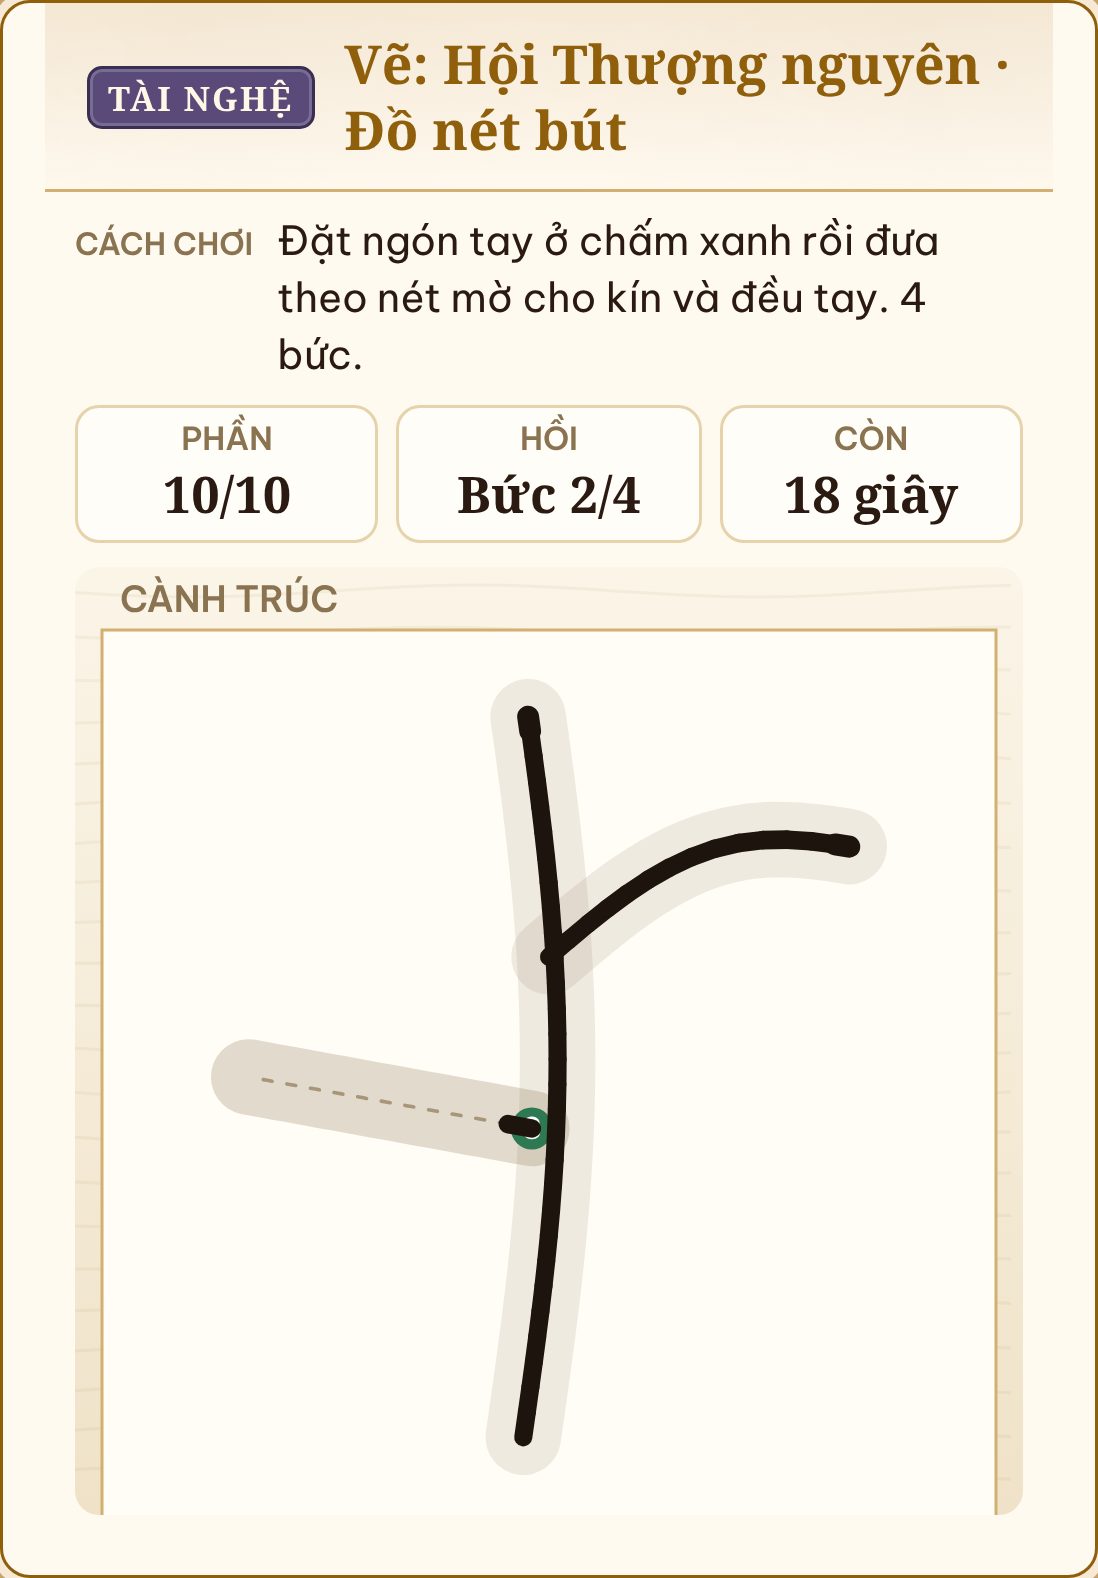 TÀI NGHỆ
Vẽ: Hội Thượng nguyên ·
Đồ nét bút
CÁCH CHƠI
Đặt ngón tay ở chấm xanh rồi đưa
theo nét mờ cho kín và đều tay. 4
bức.
PHẦN
10/10
HỒI
Bức 2/4
CÒN
18 giây
CÀNH TRÚC